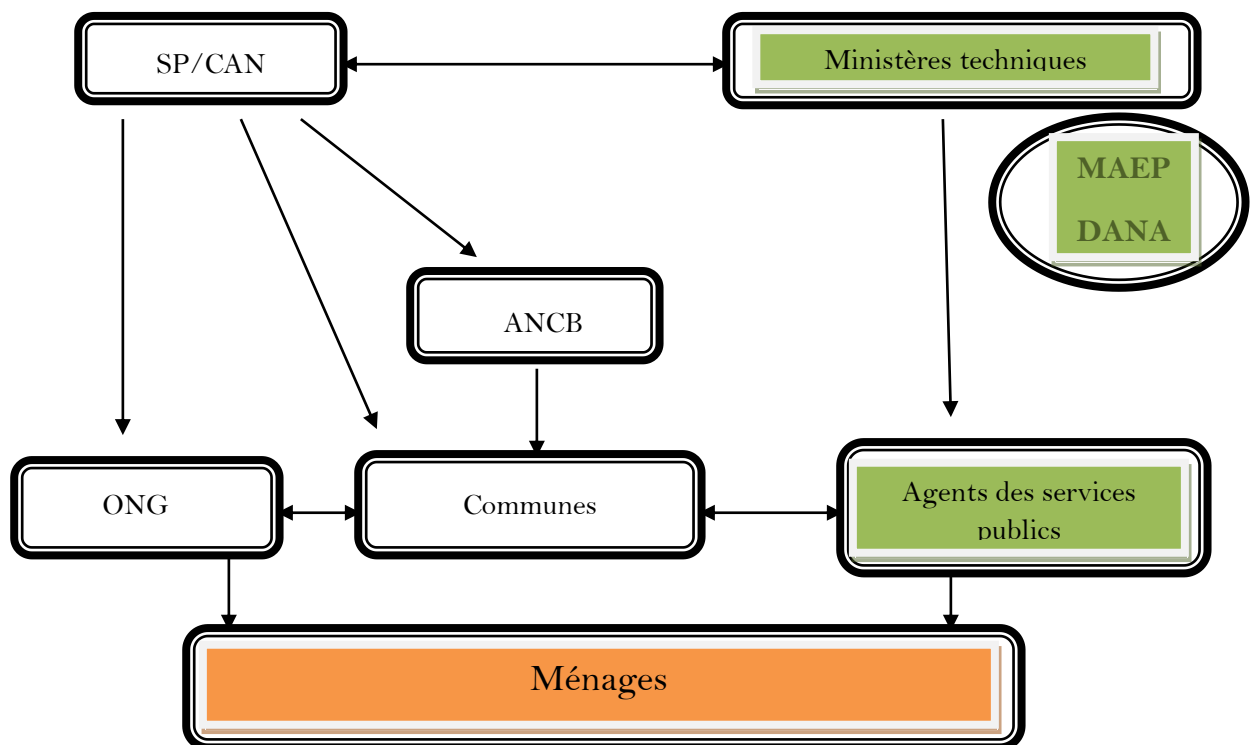 SP/CAN
Ministères techniques
MAEP
DANA
ANCB
ONG
Communes
Agents des services
publics
Ménages